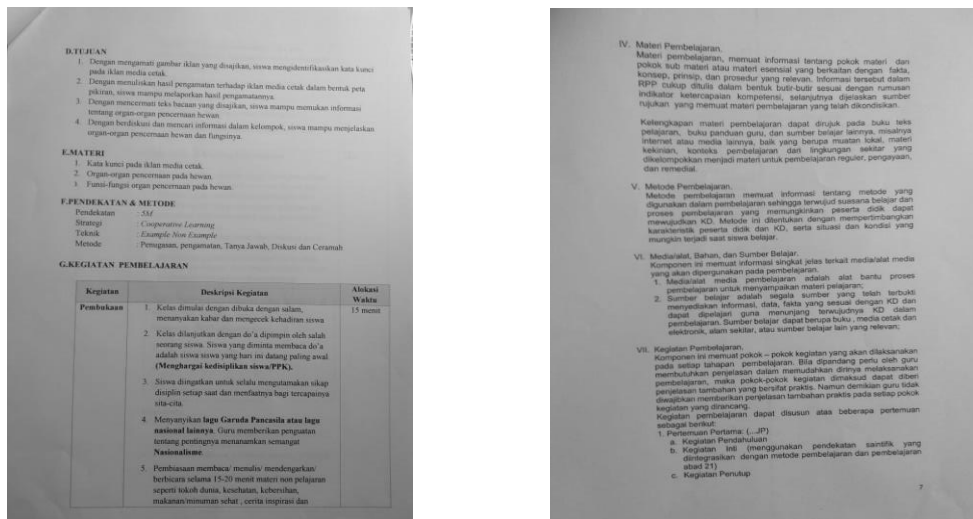 D.TUJUAN
1. Dengan mengamati gambar iklan yang disajikan, siswa mengidentifikasikan kata kunci
pada iklan media cetak.
2. Dengan menuliskan hasil pengamatan terhadap iklan media cetak dalam bentuk peta
pikiran, siswa mampu melaporkan hasil pengamatannya.
3. Dengan mencermati teks bacaan yang disajikan, siswa mampu memukan informasi
tentang organ-organ pencernaan hewan.
4. Dengan berdiskusi dan mencari informasi dalam kelompok, siswa mampu menjelaskan
organ-organ pencernaan hewan dan fungsinya.
E.MATERI
1. Kata kunci pada iklan media cetak.
2. Organ-organ pencernaan pada hewan.
3. Funsi-fungsi organ pencernaan pada hewan.
F.PENDEKATAN & METODE
Pendekatan : 5M
Strategi : Cooperative Learning
Teknik : Example Non Example
Metode : Penugasan, pengamatan, Tanya Jawab, Diskusi dan Ceramah
G.KEGIATAN PEMBELAJARAN
Kegiatan Deskripsi Kegiatan Alokasi
Waktu
Pembukaan 1. Kelas dimulai dengan dibuka dengan salam, 15 menit
menanyakan kabar dan mengecek kehadiran siswa
2. Kelas dilanjutkan dengan do'a dipimpin oleh salah
seorang siswa. Siswa yang diminta membaca do'a
adalah siswa siswa yang hari ini datang paling awal.
(Menghargai kedisiplikan siswa/PPK).
3. Siswa diingatkan untuk selalu mengutamakan sikap
disiplin setiap saat dan menfaatnya bagi tercapainya
sita-cita.
4. Menyanyikan lagu Garuda Pancasila atau lagu
nasional lainnya. Guru memberikan penguatan
tentang pentingnya menanamkan semangat
Nasionalisme.
5. Pembiasaan membaca/ menulis/ mendengarkan/
berbicara selama 15-20 menit materi non pelajaran
seperti tokoh dunia, kesehatan, kebersihan,
makanan/minuman sehat , cerita inspirasi dan
IV. Materi Pembelajaran.
Materi pembelajaran, memuat informasi tentang pokok materi dan
pokok sub materi atau materi esensial yang berkaitan dengan fakta,
konsep, prinsip, dan prosedur yang relevan. Informasi tersebut dalam
RPP cukup ditulis dalam bentuk butir-butir sesuai dengan rumusan
indikator ketercapaian kompetensi, selanjutnya dijelaskan sumber
rujukan yang memuat materi pembelajaran yang telah dikondisikan.
Kelengkapan materi pembelajaran dapat dirujuk pada buku teks
pelajaran, buku panduan guru, dan sumber belajar lainnya, misalnya
internet atau media lainnya, baik yang berupa muatan lokal, materi
kekinian, konteks pembelajaran dari lingkungan sekitar yang
dikelompokkan menjadi materi untuk pembelajaran reguler, pengayaan,
dan remedial.
V. Metode Pembelajaran.
Metode pembelajaran memuat informasi tentang metode yang
digunakan dalam pembelajaran sehingga terwujud suasana belajar dan
proses pembelajaran yang memungkinkan peserta didik dapat
mewujudkan KD. Metode ini ditentukan dengan mempertimbangkan
karakteristik peserta didik dan KD, serta situasi dan kondisi yang
mungkin terjadi saat siswa belajar.
VI. Media/alat, Bahan, dan Sumber Belajar.
Komponen ini memuat informasi singkat jelas terkait media/alat media
yang akan dipergunakan pada pembelajaran.
1. Media/alat media pembelajaran adalah alat bantu proses
pembelajaran untuk menyampaikan materi pelajaran;
2. Sumber belajar adalah segala sumber yang telah terbukti
menyediakan informasi, data, fakta yang sesuai dengan KD dan
dapat dipelajari guna menunjang terwujudnya KD dalam
pembelajaran. Sumber belajar dapat berupa buku , media cetak dan
elektronik, alam sekitar, atau sumber belajar lain yang relevan;
VII. Kegiatan Pembelajaran.
Komponen ini memuat pokok – pokok kegiatan yang akan dilaksanakan
pada setiap tahapan pembelajaran. Bila dipandang perlu oleh guru
membutuhkan penjelasan dalam memudahkan dirinya melaksanakan
pembelajaran, maka pokok-pokok kegiatan dimaksud dapat diberi
penjelasan tambahan yang bersifat praktis. Namun demikian guru tidak
diwajibkan memberikan penjelasan tambahan praktis pada setiap pokok
kegiatan yang dirancang.
Kegiatan pembelajaran dapat disusun atas beberapa pertemuan
sebagai berikut:
1. Pertemuan Pertama: (...JP)
a. Kegiatan Pendahuluan
b. Kegiatan Inti (menggunakan pendekatan saintifik yang
diintegrasikan dengan metode pembelajaran dan pembelajaran
abad 21)
c. Kegiatan Penutup
7